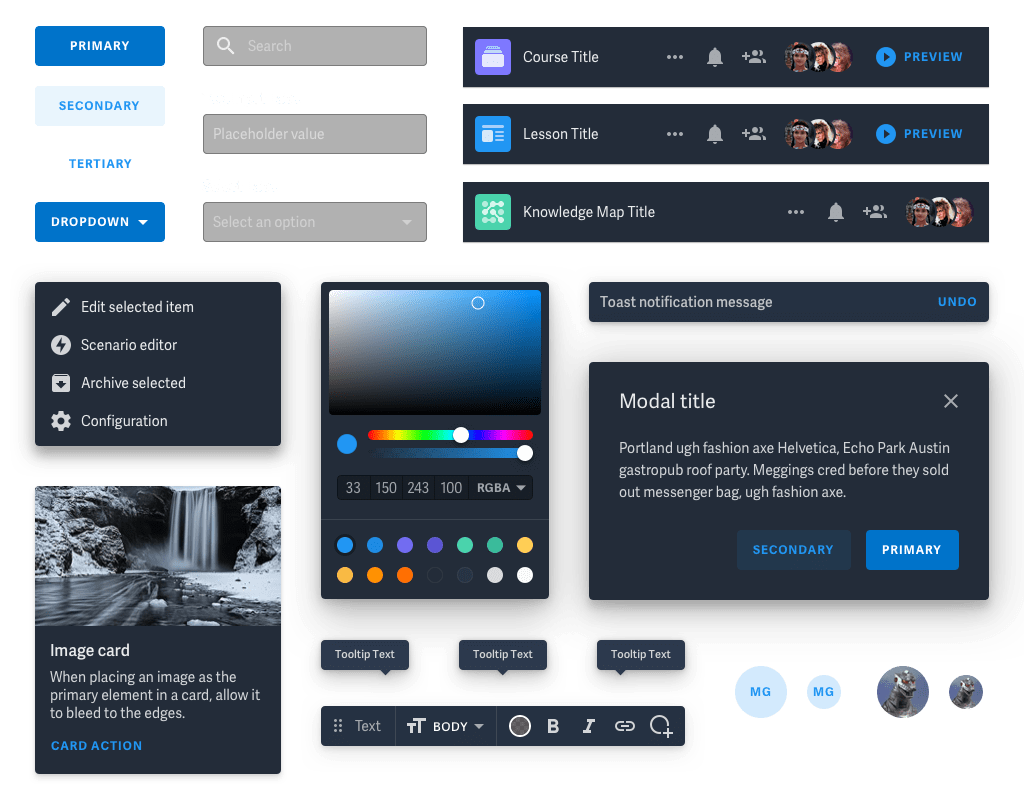 PRIMARY
SECONDARY
TERTIARY
DROPDOWN
Search
Placeholder value
Select an option
Course Title
PREVIEW
Lesson Title
PREVIEW
Knowledge Map Title
Edit selected item
Scenario editor
Archive selected
Configuration
33 150 243 100 RGBA
Toast notification message UNDO
Modal title
Portland ugh fashion axe Helvetica, Echo Park Austin
gastropub roof party. Meggings cred before they sold
out messenger bag, ugh fashion axe.
SECONDARY PRIMARY
Image card
When placing an image as the
primary element in a card, allow it
to bleed to the edges.
CARD ACTION
Tooltip Text Tooltip Text Tooltip Text
Text TT BODY B I
MG MG